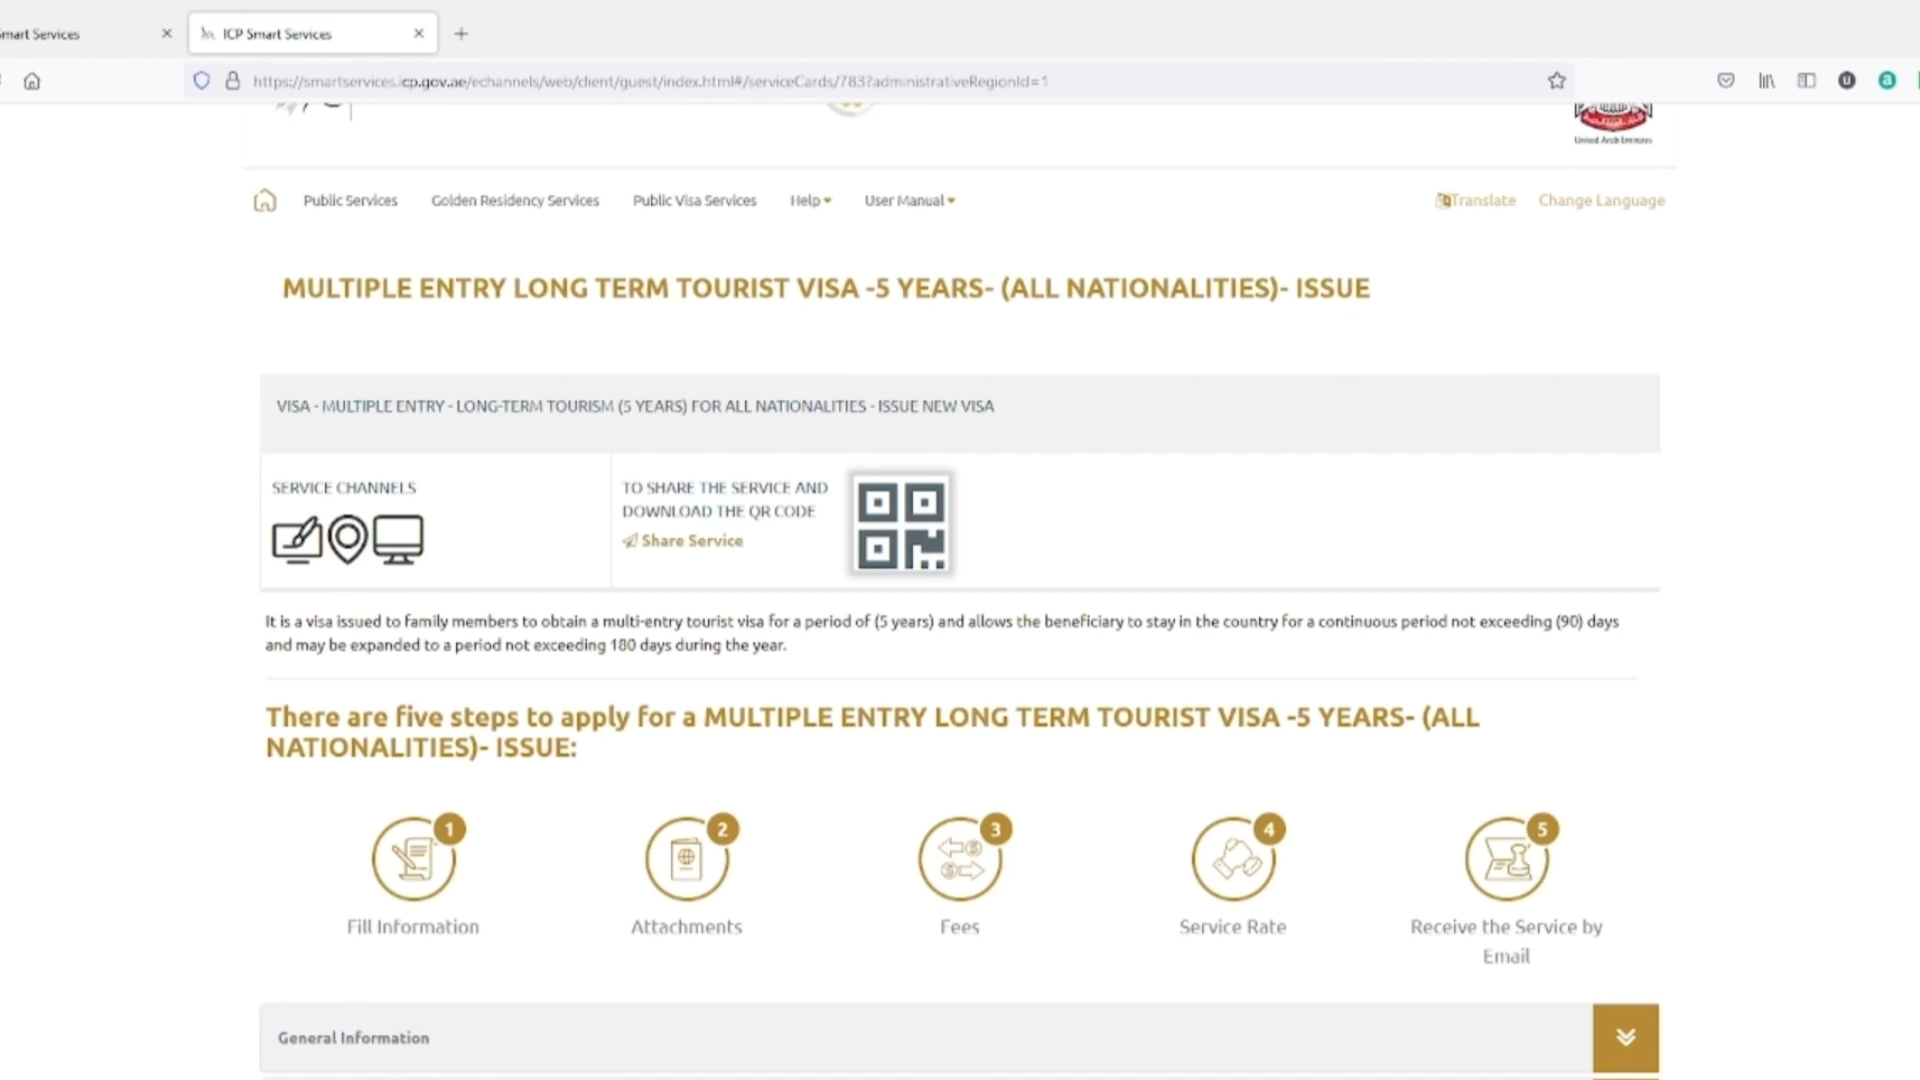 mart Services
ICP Smart Services
https://smartservices.icp.gov.ae/echannels/web/client/guest/index.html#/serviceCards/783?administrativeRegionId=1
United Arab Emirates
Public Services
Golden Residency Services
Public Visa Services
Help
User Manual
Translate
Change Language
MULTIPLE ENTRY LONG TERM TOURIST VISA -5 YEARS- (ALL NATIONALITIES)- ISSUE
VISA - MULTIPLE ENTRY - LONG-TERM TOURISM (5 YEARS) FOR ALL NATIONALITIES - ISSUE NEW VISA
SERVICE CHANNELS
TO SHARE THE SERVICE AND
DOWNLOAD THE QR CODE
Share Service
It is a visa issued to family members to obtain a multi-entry tourist visa for a period of (5 years) and allows the beneficiary to stay in the country for a continuous period not exceeding (90) days
and may be expanded to a period not exceeding 180 days during the year.
There are five steps to apply for a MULTIPLE ENTRY LONG TERM TOURIST VISA -5 YEARS- (ALL
NATIONALITIES)- ISSUE:
1
2
3
4
5
Fill Information
Attachments
Fees
Service Rate
Receive the Service by
Email
General Information